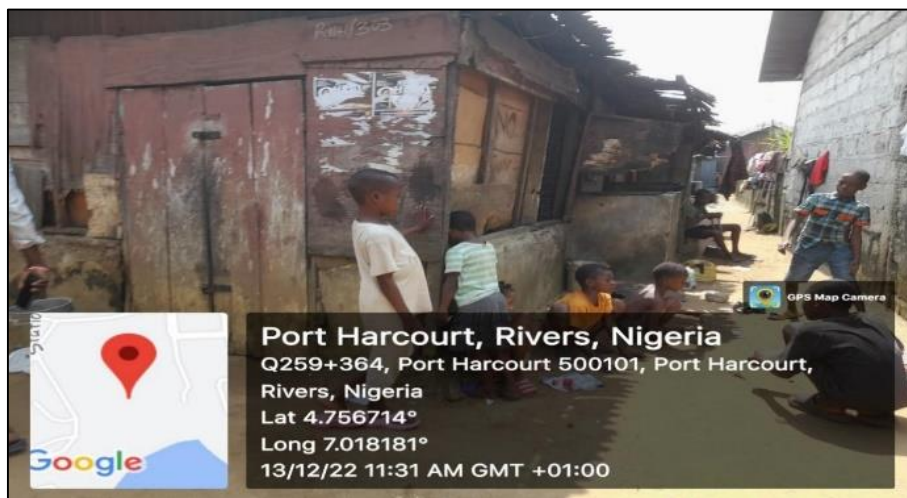 GPS Map Camera
Port Harcourt, Rivers, Nigeria
Q259+364, Port Harcourt 500101, Port Harcourt,
Rivers, Nigeria
Lat 4.756714°
Long 7.018181°
13/12/22 11:31 AM GMT +01:00
Google